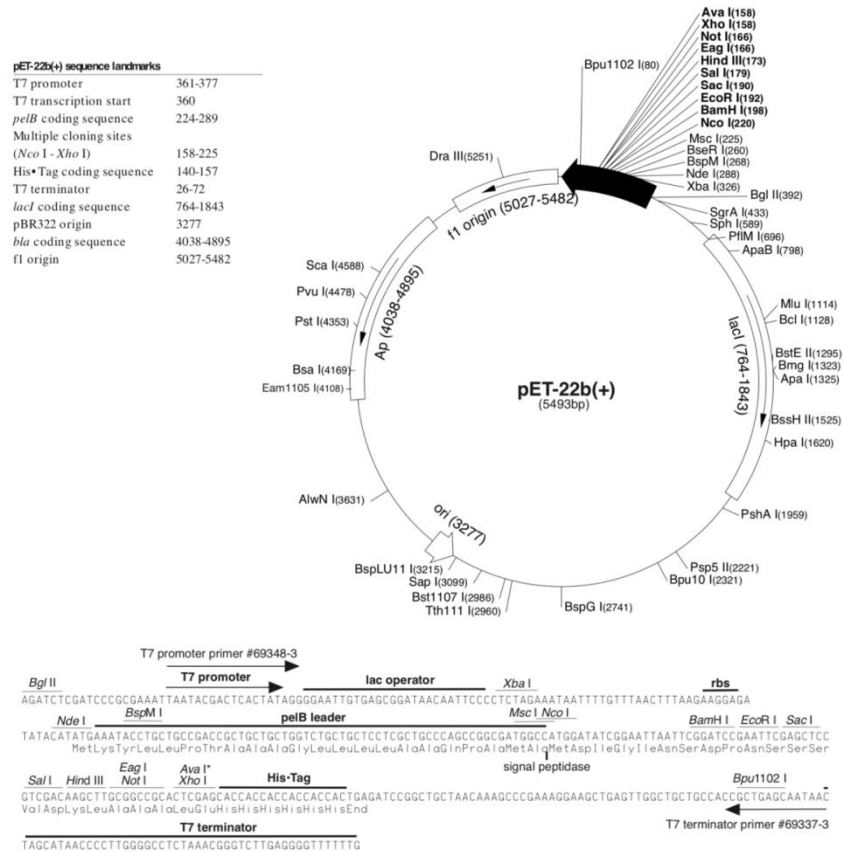 pET-22b(+) sequence landmarks
T7 promoter 361-377
T7 transcription start 360
pelB coding sequence 224-289
Multiple cloning sites
(Nco I - Xho I) 158-225
His•Tag coding sequence 140-157
T7 terminator 26-72
lacI coding sequence 764-1843
pBR322 origin 3277
bla coding sequence 4038-4895
f1 origin 5027-5482
Ava I(158)
Xho I(158)
Not I(166)
Eag I(166)
Hind III(173)
Sal I(179)
Sac I(190)
EcoR I(192)
BamH I(198)
Nco I(220)
Bpu1102 I(80)
Msc I(225)
BseR I(260)
BspM I(268)
Nde I(288)
Xba I(326)
Bgl II(392)
SgrA I(433)
Sph I(589)
PflM I(696)
ApaB I(798)
Dra III(5251)
f1 origin (5027-5482)
Sca I(4588)
Pvu I(4478)
Pst I(4353)
Bsa I(4169)
Eam1105 I(4108)
Ap (4038-4895)
lacI (764-1843)
Mlu I(1114)
Bcl I(1128)
BstE II(1295)
Bmg I(1323)
Apa I(1325)
BssH II(1525)
Hpa I(1620)
pET-22b(+)
(5493bp)
AlwN I(3631)
ori (3277)
PshA I(1959)
BspLU11 I(3215)
Sap I(3099)
Bst1107 I(2986)
Tth111 I(2960)
BspG I(2741)
Psp5 II(2221)
Bpu10 I(2321)
T7 promoter primer #69348-3
Bgl II T7 promoter lac operator Xba I rbs
AGATCTCGATCCCGCGAAATTAATACGACTCACTATAGGGGAATTGTGAGCGGATAACAATTCCCCTCTAGAAATAATTTTGTTTAACTTTAAGAAGGAGA
Nde I BspM I pelB leader Msc I Nco I BamH I EcoR I Sac I
TATACATATGAAATACCTGCTGCCGACCGCTGCTGCTGGTCTGCTGCTCCTCGCTGCCCAGCCGGCGATGGCCATGGATATCGGAATTAATTCGGATCCGAATTCGAGCTCC
MetLysTyrLeuLeuProThrAlaAlaAlaGlyLeuLeuLeuLeuAlaAlaGlnProAlaMetAlaMetAspIleGlyIleAsnSerAspProAsnSerSerSer
signal peptidase
Sal I Hind III Eag I Not I Ava I* Xho I His•Tag Bpu1102 I
GTCGACAAGCTTGCGGCCGCACTCGAGCACCACCACCACCACCACTGAGATCCGGCTGCTAACAAAGCCCGAAAGGAAGCTGAGTTGGCTGCTGCCACCGCTGAGCAATAAC
ValAspLysLeuAlaAlaAlaLeuGluHisHisHisHisHisHisEnd
T7 terminator T7 terminator primer #69337-3
TAGCATAACCCCTTGGGGCCTCTAAACGGGTCTTGAGGGGTTTTTTG